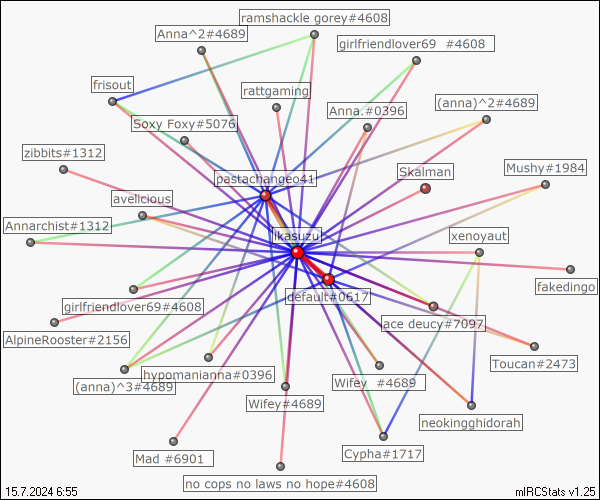 ramshackle gorey#4608
Anna^2#4689
girlfriendlover69 #4608
frisout
rattgaming
Anna.#0396
(anna)^2#4689
Soxy Foxy#5076
zibbits#1312
pastachangeo41
Skalman
Mushy#1984
avelicious
Annarchist#1312
likasuzu
xenoyaut
fakedingo
girlfriendlover69#4608
default#0617
ace deucy#7097
AlpineRooster#2156
Toucan#2473
(anna)^3#4689
hypomanianna#0396
Wifey #4689
Wifey#4689
neokingghidorah
Mad #6901
Cypha#1717
no cops no laws no hope#4608
15.7.2024 6:55
mIRCStats v1.25